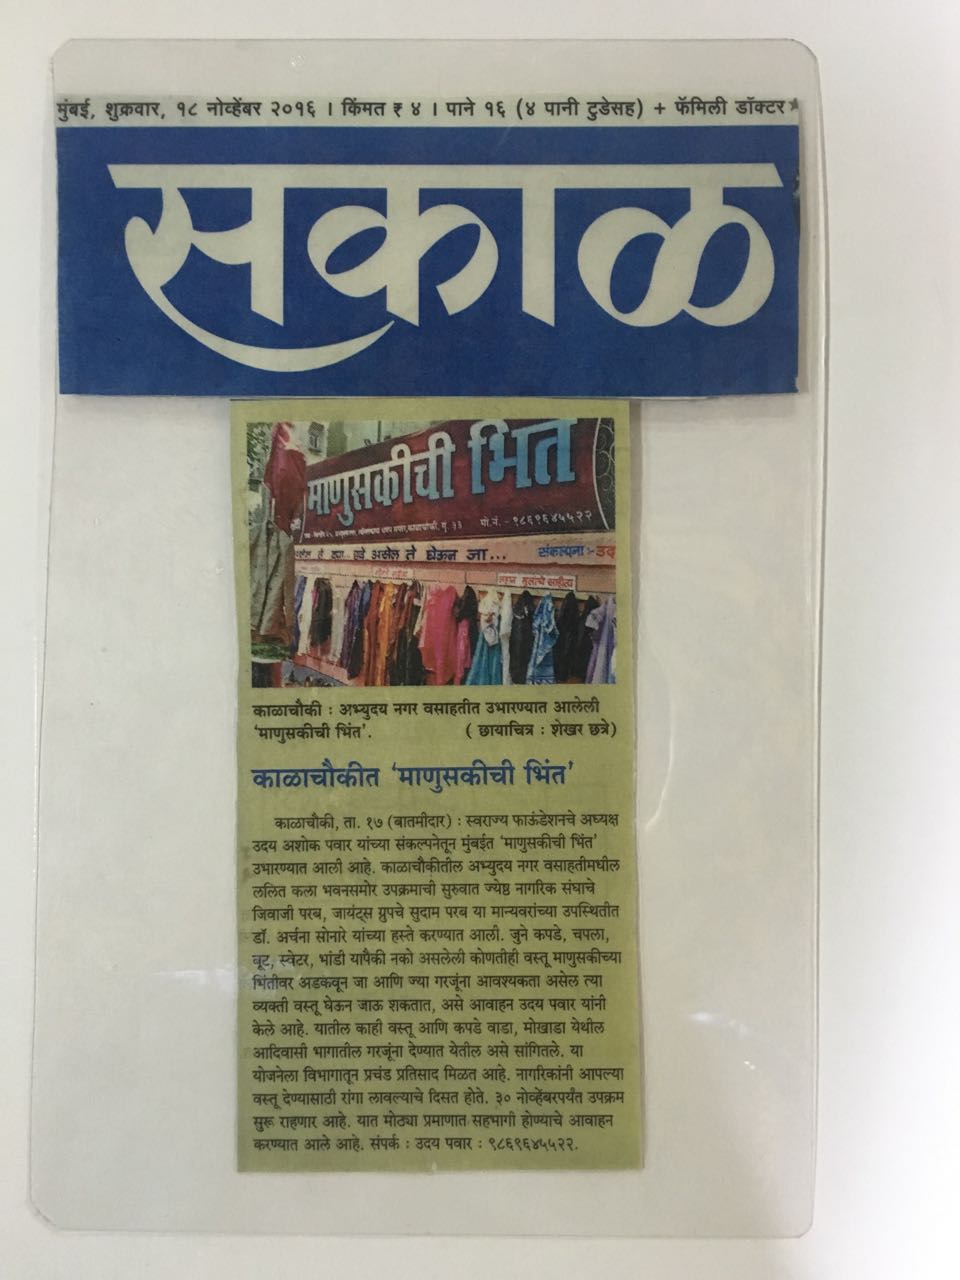 मुंबई, शुक्रवार, १८ नोव्हेंबर २०१६ । किंमत ₹ ४ । पाने १६ (४ पानी टुडेसह) + फॅमिली डॉक्टर
सकाळ
माणुसकीची भिंत
मो.नं. - ९८६९६४५५२२
असेल ते घेऊन जा...
संकल्पना :- उद
लहान मुलांचे साहीत्य
काळाचौकी : अभ्युदय नगर वसाहतीत उभारण्यात आलेली
'माणुसकीची भिंत'. ( छायाचित्र : शेखर छत्रे)
काळाचौकीत 'माणुसकीची भिंत'
काळाचौकी, ता. १७ (बातमीदार) : स्वराज्य फाऊंडेशनचे अध्यक्ष
उदय अशोक पवार यांच्या संकल्पनेतून मुंबईत 'माणुसकीची भिंत'
उभारण्यात आली आहे. काळाचौकीतील अभ्युदय नगर वसाहतीमधील
ललित कला भवनसमोर उपक्रमाची सुरुवात ज्येष्ठ नागरिक संघाचे
जिवाजी परब, जायंट्स ग्रुपचे सुदाम परब या मान्यवरांच्या उपस्थितीत
डॉ. अर्चना सोनारे यांच्या हस्ते करण्यात आली. जुने कपडे, चपला,
बूट, स्वेटर, भांडी यापैकी नको असलेली कोणतीही वस्तू माणुसकीच्या
भिंतीवर अडकवून जा आणि ज्या गरजूंना आवश्यकता असेल त्या
व्यक्ती वस्तू घेऊन जाऊ शकतात, असे आवाहन उदय पवार यांनी
केले आहे. यातील काही वस्तू आणि कपडे वाडा, मोखाडा येथील
आदिवासी भागातील गरजूंना देण्यात येतील असे सांगितले. या
योजनेला विभागातून प्रचंड प्रतिसाद मिळत आहे. नागरिकांनी आपल्या
वस्तू देण्यासाठी रांगा लावल्याचे दिसत होते. ३० नोव्हेंबरपर्यंत उपक्रम
सुरू राहणार आहे. यात मोठ्या प्रमाणात सहभागी होण्याचे आवाहन
करण्यात आले आहे. संपर्क : उदय पवार : ९८६९६४५५२२.